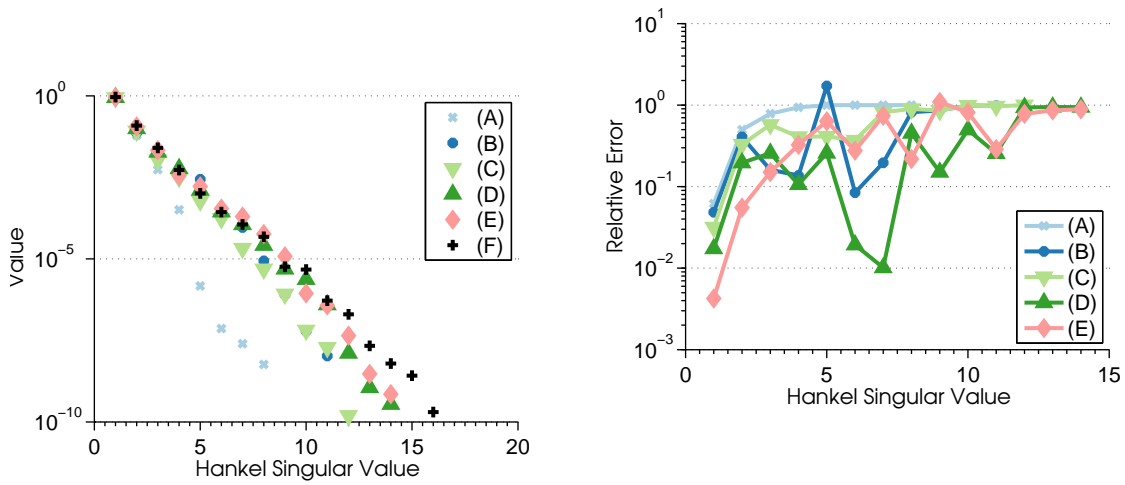 10^0
10^-5
10^-10
0
5
10
15
20
Value
Hankel Singular Value
(A)
(B)
(C)
(D)
(E)
(F)
10^1
10^0
10^-1
10^-2
10^-3
0
5
10
15
Relative Error
Hankel Singular Value
(A)
(B)
(C)
(D)
(E)